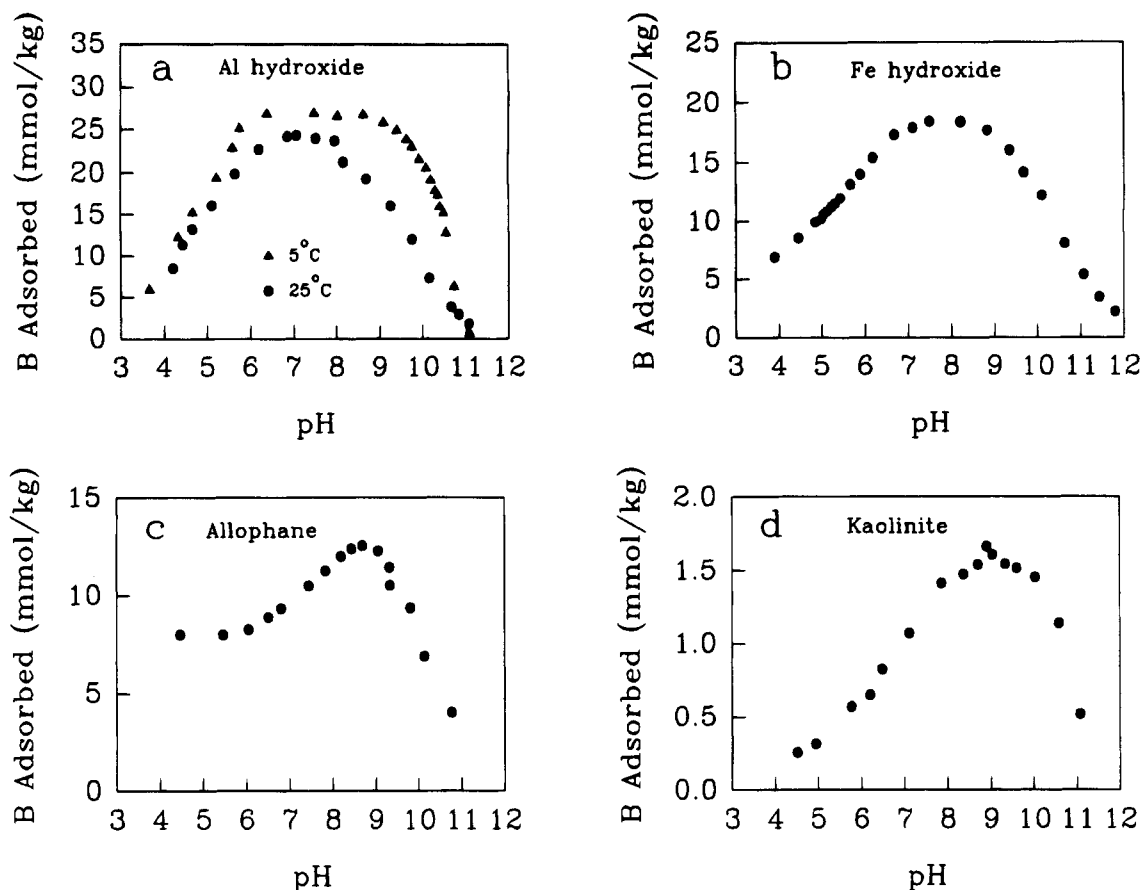 a Al hydroxide
B Adsorbed (mmol/kg)
35
30
25
20
15
10
5
0
5°C
25°C
3 4 5 6 7 8 9 10 11 12
pH
b Fe hydroxide
B Adsorbed (mmol/kg)
25
20
15
10
5
0
3 4 5 6 7 8 9 10 11 12
pH
c Allophane
B Adsorbed (mmol/kg)
15
10
5
0
3 4 5 6 7 8 9 10 11 12
pH
d Kaolinite
B Adsorbed (mmol/kg)
2.0
1.5
1.0
0.5
0.0
3 4 5 6 7 8 9 10 11 12
pH